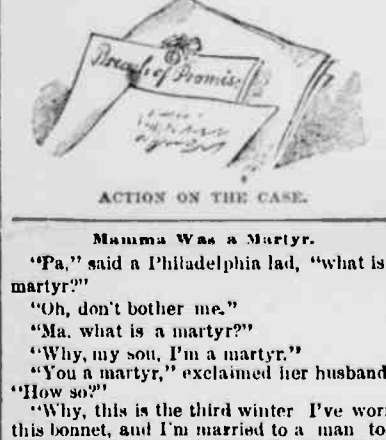 Breach of Promis
ACTION ON THE CASE.
Mamma Was a Martyr.
"Pa," said a Philadelphia lad, "what is
martyr?"
"Oh, don't bother me."
"Ma, what is a martyr?"
"Why, my son, I'm a martyr."
"You a martyr," exclaimed her husband
"How so?"
"Why, this is the third winter I've wor
this bonnet, and I'm married to a man to